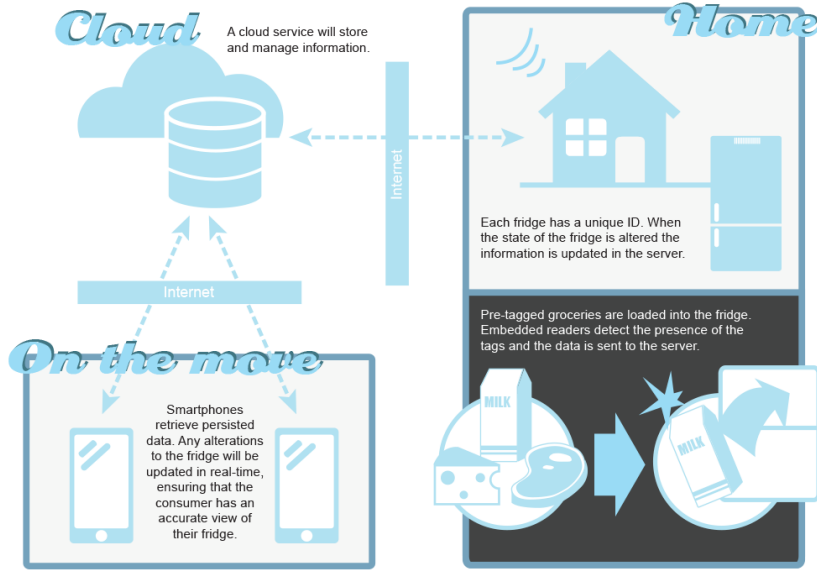 Cloud
A cloud service will store
and manage information.
Home
Internet
Each fridge has a unique ID. When
the state of the fridge is altered the
information is updated in the server.
Internet
Pre-tagged groceries are loaded into the fridge.
Embedded readers detect the presence of the
tags and the data is sent to the server.
On the move
Smartphones
retrieve persisted
data. Any alterations
to the fridge will be
updated in real-time,
ensuring that the
consumer has an
accurate view of
their fridge.
MILK
MILK